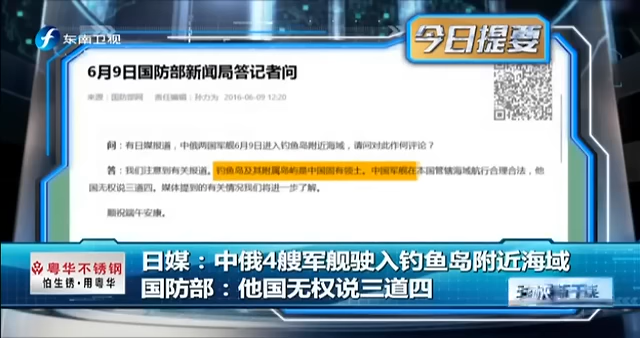 东南卫视
今日提要
6月9日国防部新闻局答记者问
来源：国防部网 责任编辑：孙力为 2016-06-09 12:20
问：有日媒报道，中俄两国军舰6月9日进入钓鱼岛附近海域，请问对此作何评论？
答：我们注意到有关报道。钓鱼岛及其附属岛屿是中国固有领土。中国军舰在本国管辖海域航行合理合法，他
国无权说三道四。媒体提到的有关情况我们将进一步了解。
顺祝端午安康。
粤华不锈钢
怕生锈·用粤华
日媒：中俄4艘军舰驶入钓鱼岛附近海域
国防部：他国无权说三道四